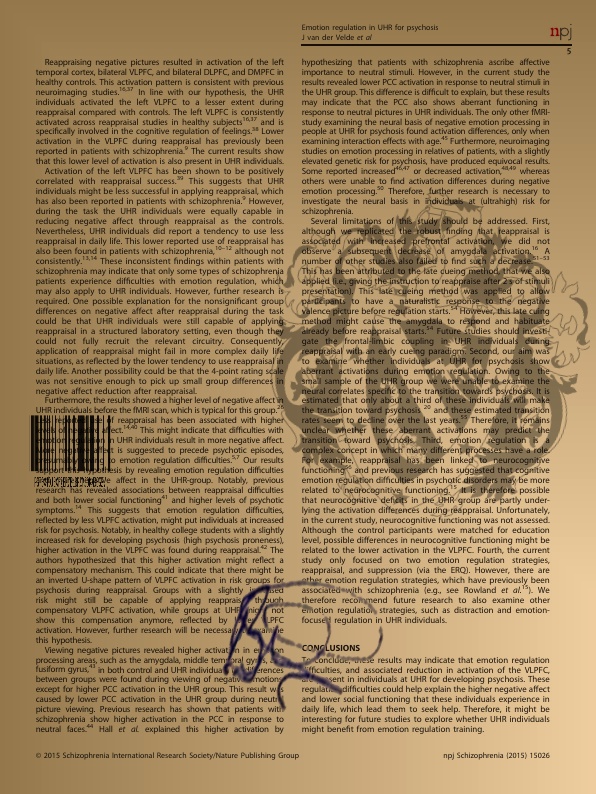 Emotion regulation in UHR for psychosis
J van der Velde et al
npj
5
Reappraising negative pictures resulted in activation of the left
temporal cortex, bilateral VLPFC, and bilateral DLPFC, and DMPFC in
healthy controls. This activation pattern is consistent with previous
neuroimaging studies.16,37 In line with our hypothesis, the UHR
individuals activated the left VLPFC to a lesser extent during
reappraisal compared with controls. The left VLPFC is consistently
activated across reappraisal studies in healthy subjects16,37 and is
specifically involved in the cognitive regulation of feelings.38 Lower
activation in the VLPFC during reappraisal has previously been
reported in patients with schizophrenia.9 The current results show
that this lower level of activation is also present in UHR individuals.
Activation of the left VLPFC has been shown to be positively
correlated with reappraisal success.39 This suggests that UHR
individuals might be less successful in applying reappraisal, which
has also been reported in patients with schizophrenia.9 However,
during the task the UHR individuals were equally capable in
reducing negative affect through reappraisal as the controls.
Nevertheless, UHR individuals did report a tendency to use less
reappraisal in daily life. This lower reported use of reappraisal has
also been found in patients with schizophrenia,10–12 although not
consistently.13,14 These inconsistent findings within patients with
schizophrenia may indicate that only some types of schizophrenia
patients experience difficulties with emotion regulation, which
may also apply to UHR individuals. However, further research is
required. One possible explanation for the nonsignificant group
differences on negative affect after reappraisal during the task
could be that UHR individuals were still capable of applying
reappraisal in a structured laboratory setting, even though they
could not fully recruit the relevant circuitry. Consequently,
application of reappraisal might fail in more complex daily life
situations, as reflected by the lower tendency to use reappraisal in
daily life. Another possibility could be that the 4-point rating scale
was not sensitive enough to pick up small group differences in
negative affect reduction after reappraisal.
Furthermore, the results showed a higher level of negative affect in
UHR individuals before the fMRI scan, which is typical for this group.
of reappraisal has been associated with higher
levels of affect.14,40 This might indicate that difficulties with
emotion regulation in UHR individuals result in more negative affect.
negative affect is suggested to precede psychotic episodes,
presumably owing to emotion regulation difficulties.5,7 Our results
support this hypothesis by revealing emotion regulation difficulties
affect in the UHR-group. Notably, previous
research has revealed associations between reappraisal difficulties
and both lower social functioning41 and higher levels of psychotic
symptoms.14 This suggests that emotion regulation difficulties,
reflected by less VLPFC activation, might put individuals at increased
risk for psychosis. Notably, in healthy college students with a slightly
increased risk for developing psychosis (high psychosis proneness),
higher activation in the VLPFC was found during reappraisal.42 The
authors hypothesized that this higher activation might reflect a
compensatory mechanism. This could indicate that there might be
an inverted U-shape pattern of VLPFC activation in risk groups for
psychosis during reappraisal. Groups with a slightly increased
risk might still be capable of applying reappraisal through
compensatory VLPFC activation, while groups at UHR might not
show this compensation anymore, reflected by less VLPFC
activation. However, further research will be necessary to examine
this hypothesis.
Viewing negative pictures revealed higher activation in emotion
processing areas, such as the amygdala, middle temporal gyrus, and
fusiform gyrus,43 in both control and UHR individuals. No differences
between groups were found during viewing of negative emotions,
except for higher PCC activation in the UHR group. This result was
caused by lower PCC activation in the UHR group during neutral
picture viewing. Previous research has shown that patients with
schizophrenia show higher activation in the PCC in response to
neutral faces.44 Hall et al. explained this higher activation by
hypothesizing that patients with schizophrenia ascribe affective
importance to neutral stimuli. However, in the current study the
results revealed lower PCC activation in response to neutral stimuli in
the UHR group. This difference is difficult to explain, but these results
may indicate that the PCC also shows aberrant functioning in
response to neutral pictures in UHR individuals. The only other fMRI-
study examining the neural basis of negative emotion processing in
people at UHR for psychosis found activation differences, only when
examining interaction effects with age.45 Furthermore, neuroimaging
studies on emotion processing in relatives of patients, with a slightly
elevated genetic risk for psychosis, have produced equivocal results.
Some reported increased46,47 or decreased activation,48,49 whereas
others were unable to find activation differences during negative
emotion processing.50 Therefore, further research is necessary to
investigate the neural basis in individuals at (ultrahigh) risk for
schizophrenia.
Several limitations of this study should be addressed. First,
although we replicated the robust finding that reappraisal is
associated with increased prefrontal activation, we did not
observe a subsequent decrease of amygdala activation.16 A
number of other studies also failed to find such a decrease.51–53
This has been attributed to the late cueing method that we also
applied (i.e., giving the instruction to reappraise after 2 s of stimuli
presentation). This late cueing method was applied to allow
participants to have a naturalistic response to the negative
valence picture before regulation starts.54 However, this late cueing
method might cause the amygdala to respond and habituate
already before reappraisal starts.54 Future studies should investi-
gate the frontal-limbic coupling in UHR individuals during
reappraisal with an early cueing paradigm. Second, our aim was
to examine whether individuals at UHR for psychosis show
aberrant activation during emotion regulation. Owing to the
small sample of the UHR group we were unable to examine the
neural correlates specific to the transition towards psychosis. It is
estimated that only about a third of these individuals will make
the transition toward psychosis,20 and these estimated transition
rates seem to decline over the last years. Therefore, it remains
unclear whether these aberrant activations may predict the
transition toward psychosis. Third, emotion regulation is a
complex concept in which many different processes have a role.
For example, reappraisal has been linked to neurocognitive
functioning, and previous research has suggested that cognitive
emotion regulation difficulties in psychotic disorders may be more
related to neurocognitive functioning.15 It is therefore possible
that neurocognitive deficits in the UHR group are partly under-
lying the activation differences during reappraisal. Unfortunately,
in the current study, neurocognitive functioning was not assessed.
Although the control participants were matched for education
level, possible differences in neurocognitive functioning might be
related to the lower activation in the VLPFC. Fourth, the current
study only focused on two emotion regulation strategies,
reappraisal, and suppression (via the ERQ). However, there are
other emotion regulation strategies, which have previously been
associated with schizophrenia (e.g., see Rowland et al.15). We
therefore recommend future research to also examine other
emotion regulation strategies, such as distraction and emotion-
focused regulation in UHR individuals.
CONCLUSIONS
To conclude, these results may indicate that emotion regulation
difficulties, and associated reduction in activation of the VLPFC,
are present in individuals at UHR for developing psychosis. These
regulation difficulties could help explain the higher negative affect
and lower social functioning that these individuals experience in
daily life, which lead them to seek help. Therefore, it might be
interesting for future studies to explore whether UHR individuals
might benefit from emotion regulation training.
© 2015 Schizophrenia International Research Society/Nature Publishing Group
npj Schizophrenia (2015) 15026